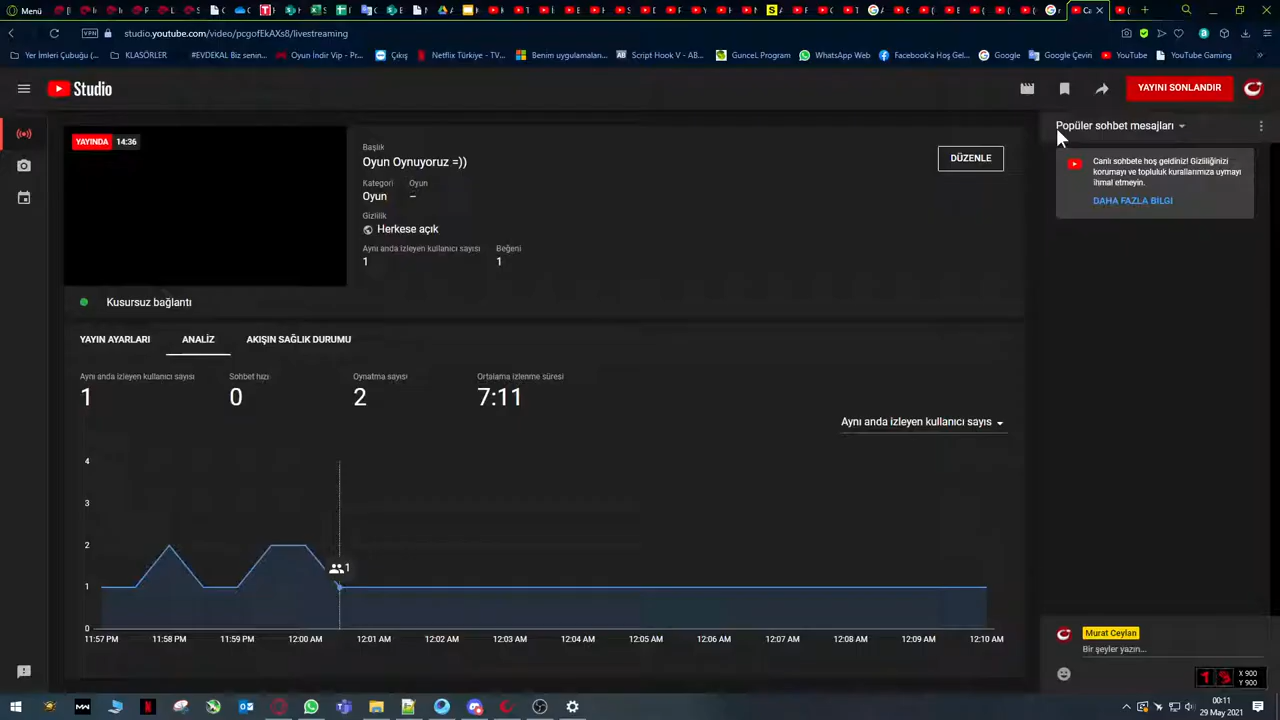 Menü
VPN studio.youtube.com/video/pcgofEkAXs8/livestreaming
Yer İmleri Çubuğu (... KLASÖRLER #EVDEKAL Biz senin... Oyun İndir Vip - Pr... Çıkış Netflix Türkiye - TV... Benim uygulamaları... Script Hook V - AB... GuncelL Program WhatsApp Web Facebook'a Hoş Gel... Google Google Çeviri YouTube YouTube Gaming »
Studio
YAYINI SONLANDIR
YAYINDA 14:36
Başlık
Oyun Oynuyoruz =))
DÜZENLE
Kategori Oyun
Oyun –
Gizlilik
Herkese açık
Aynı anda izleyen kullanıcı sayısı Beğeni
1 1
Kusursuz bağlantı
YAYIN AYARLARI ANALİZ AKIŞIN SAĞLIK DURUMU
Aynı anda izleyen kullanıcı sayısı Sohbet hızı Oynatma sayısı Ortalama izlenme süresi
1 0 2 7:11
Aynı anda izleyen kullanıcı sayıs
4
3
2
1
1
0
11:57 PM 11:58 PM 11:59 PM 12:00 AM 12:01 AM 12:02 AM 12:03 AM 12:04 AM 12:05 AM 12:06 AM 12:07 AM 12:08 AM 12:09 AM 12:10 AM
Popüler sohbet mesajları
Canlı sohbete hoş geldiniz! Gizliliğinizi
korumayı ve topluluk kurallarımıza uymayı
ihmal etmeyin.
DAHA FAZLA BILGI
Murat Ceylan
Bir şeyler yazın...
X 900
Y 900
00:11
29 May 2021